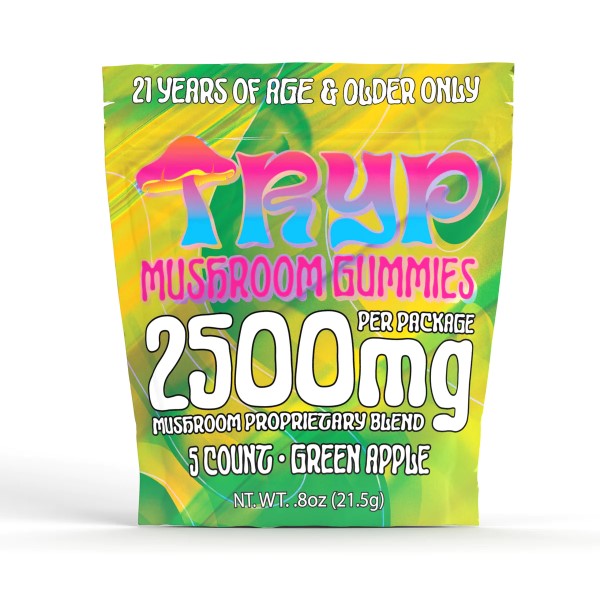 21 YEARS OF AGE & OLDER ONLY
TRYP
MUSHROOM GUMMIES
2500mg
PER PACKAGE
MUSHROOM PROPRIETARY BLEND
5 COUNT • GREEN APPLE
NT. WT. .8oz (21.5g)